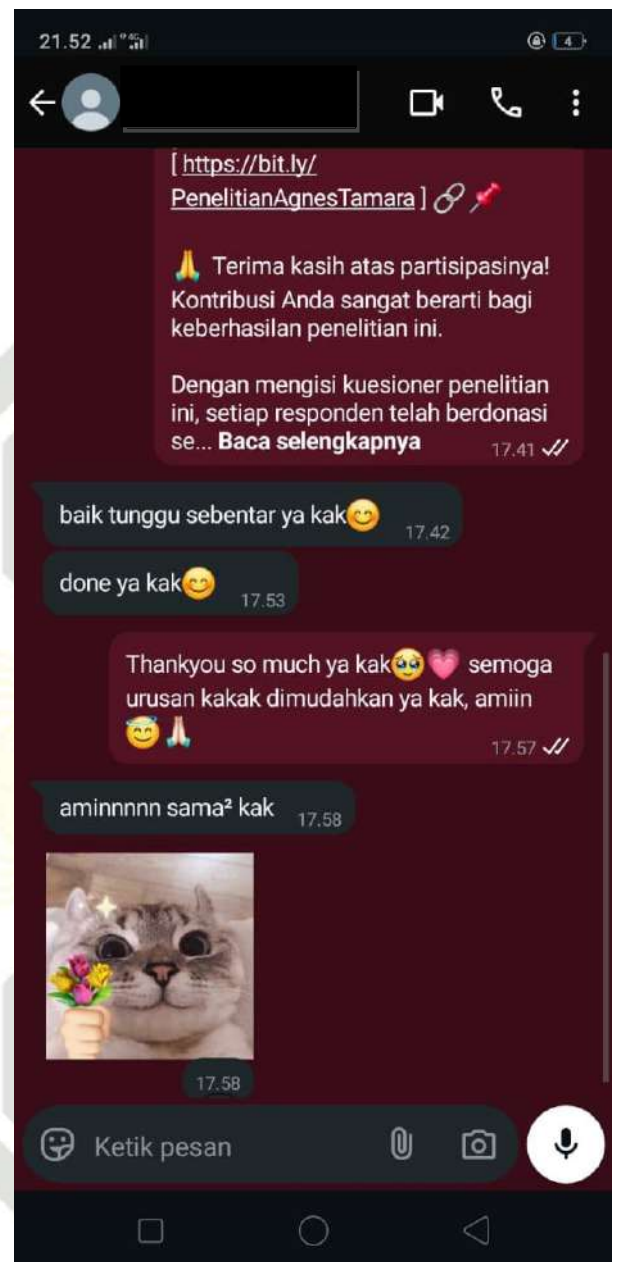 21.52
4G
4
[ https://bit.ly/
PenelitianAgnesTamara ] 🔗 📌
🙏 Terima kasih atas partisipasinya!
Kontribusi Anda sangat berarti bagi
keberhasilan penelitian ini.
Dengan mengisi kuesioner penelitian
ini, setiap responden telah berdonasi
se... Baca selengkapnya 17.41
baik tunggu sebentar ya kak😊 17.42
done ya kak😊 17.53
Thankyou so much ya kak🥹💗 semoga
urusan kakak dimudahkan ya kak, amiin
😇🙏🏻 17.57
aminnnnn sama² kak 17.58
17.58
Ketik pesan